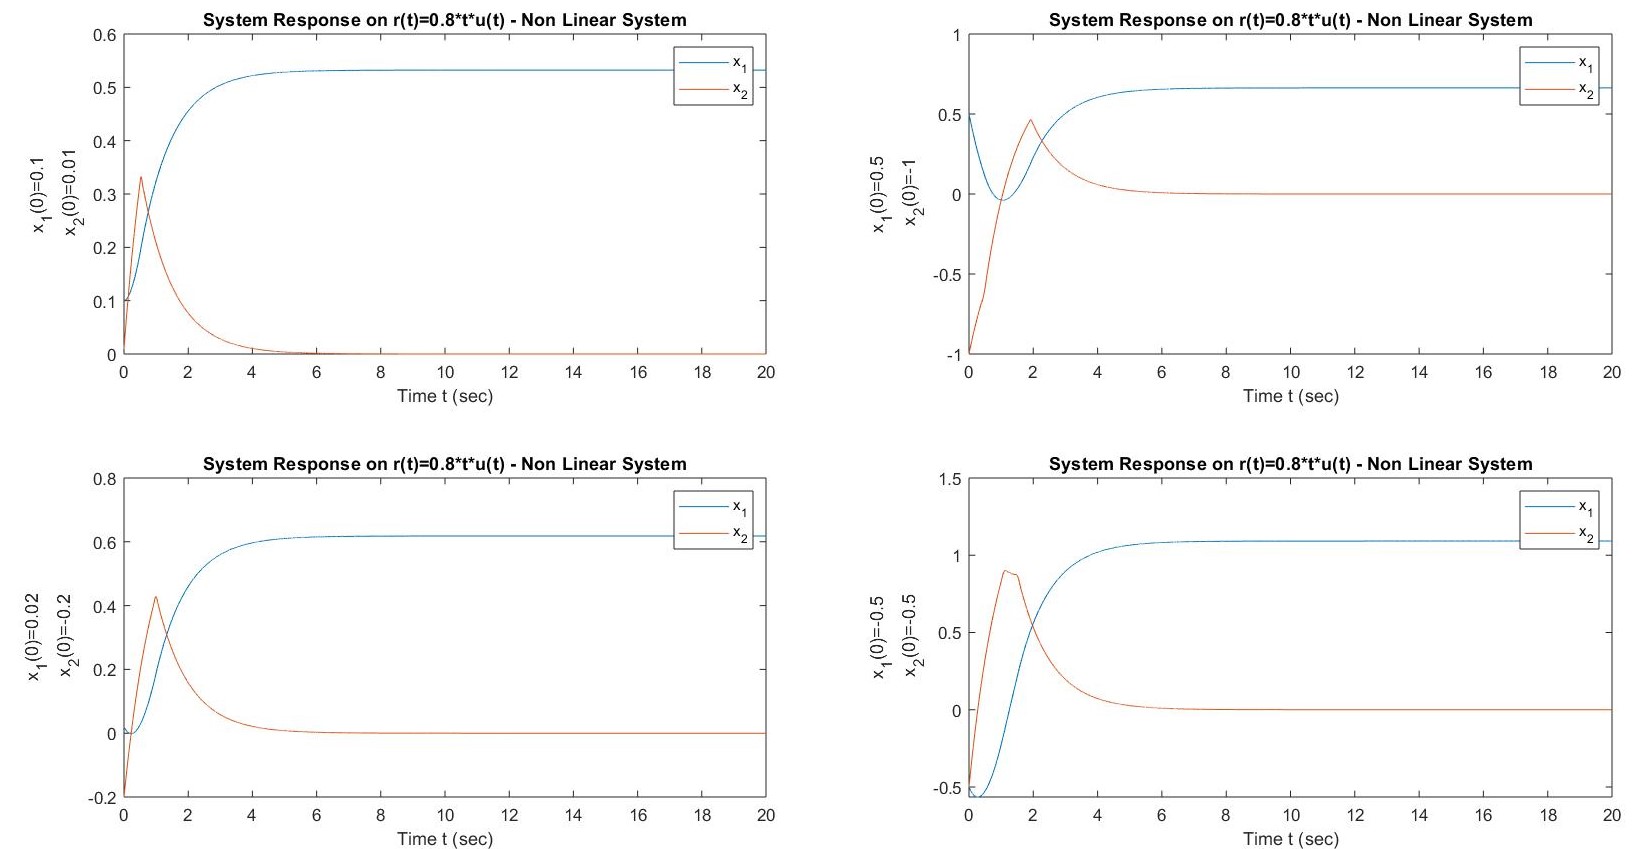 System Response on r(t)=0.8*t*u(t) - Non Linear System
x1(0)=0.1
x2(0)=0.01
0.6
0.5
0.4
0.3
0.2
0.1
0
x1
x2
0 2 4 6 8 10 12 14 16 18 20
Time t (sec)
System Response on r(t)=0.8*t*u(t) - Non Linear System
x1(0)=0.5
x2(0)=-1
1
0.5
0
-0.5
-1
x1
x2
0 2 4 6 8 10 12 14 16 18 20
Time t (sec)
System Response on r(t)=0.8*t*u(t) - Non Linear System
x1(0)=0.02
x2(0)=-0.2
0.8
0.6
0.4
0.2
0
-0.2
x1
x2
0 2 4 6 8 10 12 14 16 18 20
Time t (sec)
System Response on r(t)=0.8*t*u(t) - Non Linear System
x1(0)=-0.5
x2(0)=-0.5
1.5
1
0.5
0
-0.5
x1
x2
0 2 4 6 8 10 12 14 16 18 20
Time t (sec)